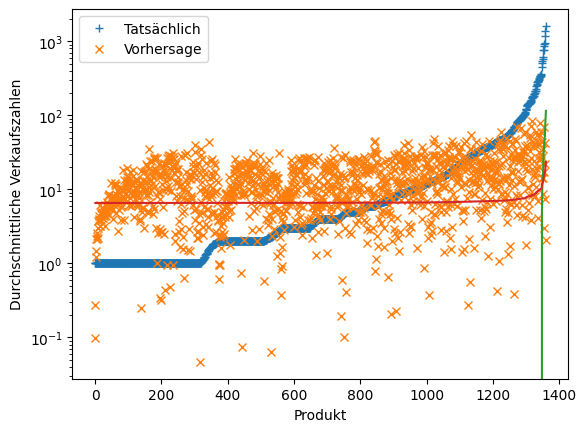 Tatsächlich
Vorhersage
Durchschnittliche Verkaufszahlen
10³
10²
10¹
10⁰
10⁻¹
0 200 400 600 800 1000 1200 1400
Produkt